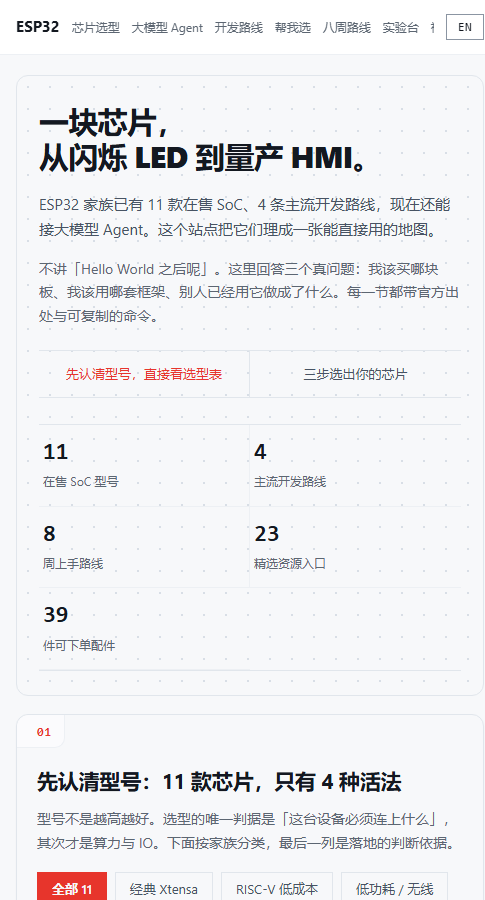 ESP32 芯片选型 大模型 Agent 开发路线 帮我选 八周路线 实验台 EN
一块芯片，
从闪烁 LED 到量产 HMI。
ESP32 家族已有 11 款在售 SoC、4 条主流开发路线，现在还能
接大模型 Agent。这个站点把它们理成一张能直接用的地图。
不讲「Hello World 之后呢」。这里回答三个真问题：我该买哪块
板、我该用哪套框架、别人已经用它做成了什么。每一节都带官方出
处与可复制的命令。
先认清型号，直接看选型表 三步选出你的芯片
11 4
在售 SoC 型号 主流开发路线
8 23
周上手路线 精选资源入口
39
件可下单配件
01
先认清型号：11 款芯片，只有 4 种活法
型号不是越高越好。选型的唯一判据是「这台设备必须连上什么」，
其次才是算力与 IO。下面按家族分类，最后一列是落地的判断依据。
全部 11 经典 Xtensa RISC-V 低成本 低功耗 / 无线